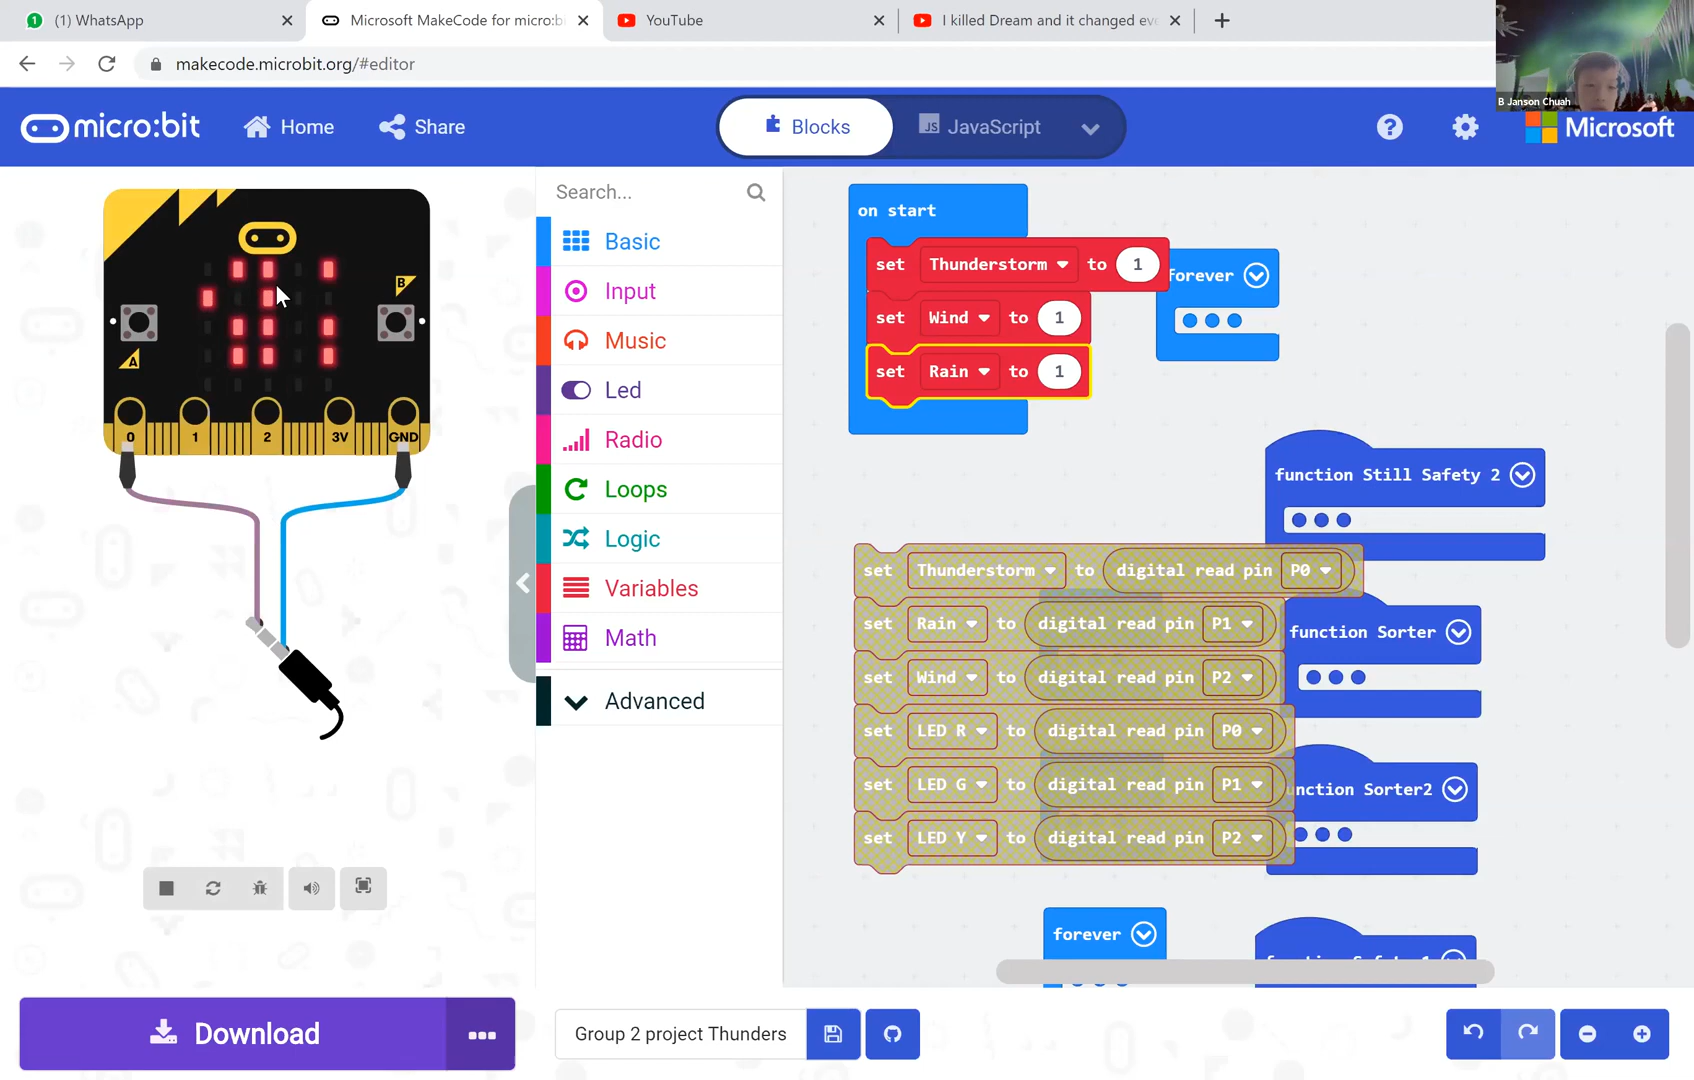 (1) WhatsApp
Microsoft MakeCode for micro:bi
YouTube
I killed Dream and it changed eve
makecode.microbit.org/#editor
B Janson Chuah
micro:bit
Home
Share
Blocks
JS JavaScript
?
Microsoft
A
B
0 1 2 3V GND
Search...
Basic
Input
Music
Led
Radio
Loops
Logic
Variables
Math
Advanced
on start
set Thunderstorm to 1
set Wind to 1
set Rain to 1
forever
function Still Safety 2
set Thunderstorm to digital read pin P0
set Rain to digital read pin P1
set Wind to digital read pin P2
set LED R to digital read pin P0
set LED G to digital read pin P1
set LED Y to digital read pin P2
function Sorter
nction Sorter2
forever
Download
Group 2 project Thunders